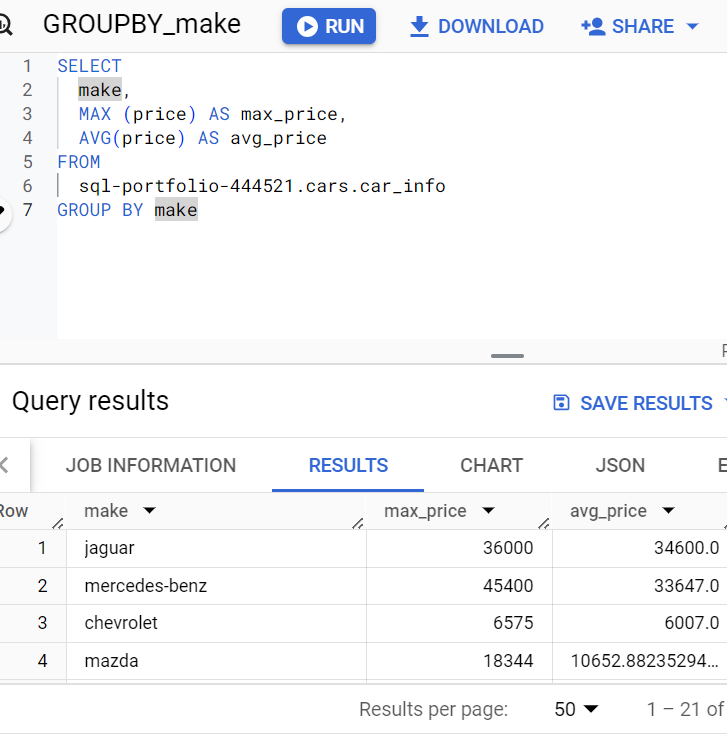 GROUPBY_make RUN DOWNLOAD SHARE
1 SELECT
2 make,
3 MAX (price) AS max_price,
4 AVG(price) AS avg_price
5 FROM
6 sql-portfolio-444521.cars.car_info
7 GROUP BY make
Query results SAVE RESULTS
JOB INFORMATION RESULTS CHART JSON E
Row make max_price avg_price
1 jaguar 36000 34600.0
2 mercedes-benz 45400 33647.0
3 chevrolet 6575 6007.0
4 mazda 18344 10652.88235294...
Results per page: 50 1 – 21 of